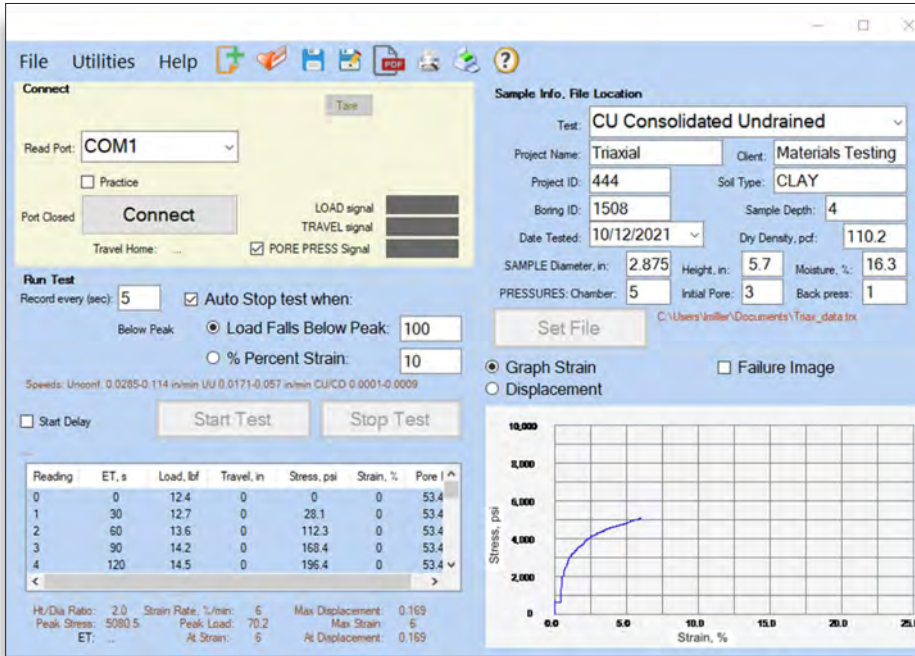 File Utilities Help PDF ?
Connect
Tare
Read Port: COM1
Practice
Port Closed Connect
LOAD signal
TRAVEL signal
Travel Home: ... PORE PRESS Signal
Run Test
Record every (sec): 5 Auto Stop test when:
Below Peak Load Falls Below Peak: 100
% Percent Strain: 10
Speeds: Unconf. 0.0285-0.114 in/min UU 0.0171-0.057 in/min CU/CD 0.0001-0.0009
Start Delay Start Test Stop Test
...
Reading ET, s Load, lbf Travel, in Stress, psi Strain, % Pore
0 0 12.4 0 0 0 53.4
1 30 12.7 0 28.1 0 53.4
2 60 13.6 0 112.3 0 53.4
3 90 14.2 0 168.4 0 53.4
4 120 14.5 0 196.4 0 53.4
Ht/Dia Ratio: 2.0 Strain Rate, %/min: 6 Max Displacement: 0.169
Peak Stress: 5080.5 Peak Load: 70.2 Max Strain: 6
ET: ... At Strain: 6 At Displacement: 0.169
Sample Info, File Location
Test: CU Consolidated Undrained
Project Name: Triaxial Client: Materials Testing
Project ID: 444 Soil Type: CLAY
Boring ID: 1508 Sample Depth: 4
Date Tested: 10/12/2021 Dry Density, pcf: 110.2
SAMPLE Diameter, in: 2.875 Height, in: 5.7 Moisture, %: 16.3
PRESSURES: Chamber: 5 Initial Pore: 3 Back press: 1
Set File C:\Users\lmiller\Documents\Triax_data.trx
Graph Strain Failure Image
Displacement
10,000
8,000
6,000
4,000
2,000
0
Stress, psi
0.0 5.0 10.0 15.0 20.0 25.0
Strain, %